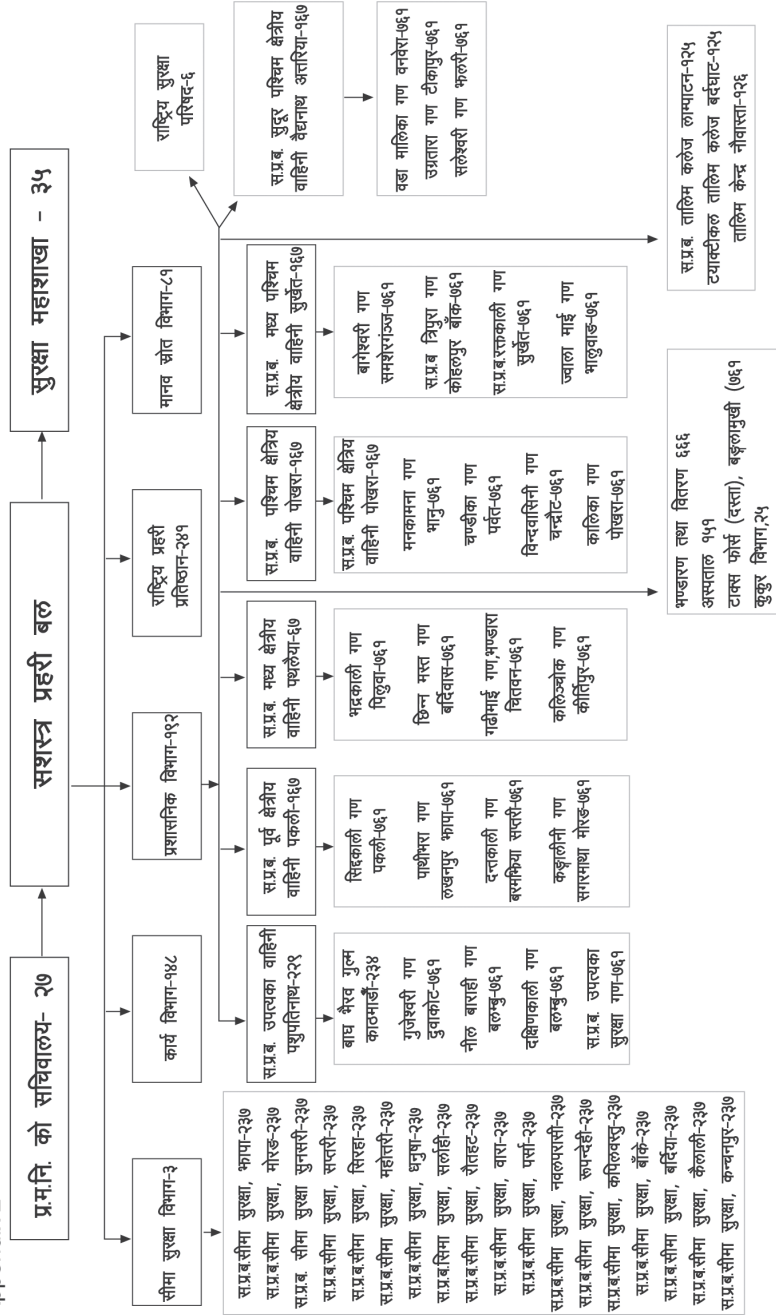 प्र.म.नि. को सचिवालय- २७
सशस्त्र प्रहरी बल
सुरक्षा महाशाखा - ३५
सीमा सुरक्षा विभाग-३
कार्य विभाग-१४८
प्रशासनिक विभाग-१९२
राष्ट्रिय प्रहरी
प्रतिष्ठान-२४१
मानव स्रोत विभाग-८१
राष्ट्रिय सुरक्षा
परिषद-६
स.प्र.ब.सीमा सुरक्षा, झापा-२३७
स.प्र.ब.सीमा सुरक्षा, मोरङ-२३७
स.प्र.ब. सीमा सुरक्षा सुनसरी-२३७
स.प्र.ब.सीमा सुरक्षा, सप्तरी-२३७
स.प्र.ब.सीमा सुरक्षा, सिरहा-२३७
स.प्र.ब.सीमा सुरक्षा, महोत्तरी-२३७
स.प्र.ब.सीमा सुरक्षा, धनुषा-२३७
स.प्र.ब.सिमा सुरक्षा, सर्लाही-२३७
स.प्र.ब.सीमा सुरक्षा, रौतहट-२३७
स.प्र.ब.सीमा सुरक्षा, वारा-२३७
स.प्र.ब.सीमा सुरक्षा, पर्सा-२३७
स.प्र.ब.सीमा सुरक्षा, नवलपरासी-२३७
स.प्र.ब.सीमा सुरक्षा, रूपन्देही-२३७
स.प्र.ब.सीमा सुरक्षा, कपिलवस्तु-२३७
स.प्र.ब.सीमा सुरक्षा, बाँके-२३७
स.प्र.ब.सीमा सुरक्षा, बर्दिया-२३७
स.प्र.ब.सीमा सुरक्षा, कैलाली-२३७
स.प्र.ब.सीमा सुरक्षा, कन्चनपुर-२३७
स.प्र.ब. उपत्यका वाहिनी
पशुपतिनाथ-२२९
बाघ भैरव गुल्म
काठमाडौँ-२३४
गुजेश्वरी गण
दुवाकोट-७६१
नील बाराही गण
बलम्बु-७६१
दक्षिणकाली गण
बलम्बु-७६१
स.प्र.ब. उपत्यका
सुरक्षा गण-७६१
स.प्र.ब. पूर्व क्षेत्रीय
वाहिनी पकली-१६७
सिद्दकाली गण
पकली-७६१
पाथीभरा गण
लखनपुर झापा-७६१
दन्तकाली गण
बरमझिया सप्तरी-७६१
कङ्गालीनी गण
सगरमाथा मोरङ-७६१
स.प्र.ब. मध्य क्षेत्रीय
वाहिनी पथलैया-६७
भद्रकाली गण
पिलुवा-७६१
छिन्न मस्त गण
बर्दिवास-७६१
गढीमाई गण,भण्डारा
चितवन-७६१
कलिञ्चोक गण
कीर्तिपुर-७६१
स.प्र.ब. पश्चिम क्षेत्रिय
वाहिनी पोखरा-१६७
स.प्र.ब. पश्चिम क्षेत्रिय
वाहिनी पोखरा-१६७
मनकामना गण
भानु-७६१
चण्डीका गण
पर्वत-७६१
विन्दवासिनी गण
चन्द्रौट-७६१
कालिका गण
पोखरा-७६१
स.प्र.ब. मध्य पश्चिम
क्षेत्रीय वाहिनी सुर्खेत-१६७
बागेश्वरी गण
समशेरगंञ्ज-७६१
स.प्र.ब त्रिपुरा गण
कोहलपुर बाँके-७६१
स.प्र.ब.रक्तकाली गण
सुर्खेत-७६१
ज्वाला माई गण
भालुवाङ-७६१
स.प्र.ब. सुदूर पश्चिम क्षेत्रीय
वाहिनी वैद्यनाथ अत्तरिया-१६७
वडा मालिका गण वनवेरा-७६१
उग्रतारा गण टीकापुर-७६१
सलेश्वरी गण झलरी-७६१
भण्डारण तथा वितरण ६६६
अस्पताल १५१
टाक्स फोर्स (दस्ता), बङ्गलामुखी (७६१
कुकुर विभाग,२५
स.प्र.ब. तालिम कलेज लाम्पाटन-१२५
टयाक्टीकल तालिम कलेज बर्दघाट-१२५
तालिम केन्द्र नौवास्ता-१२६